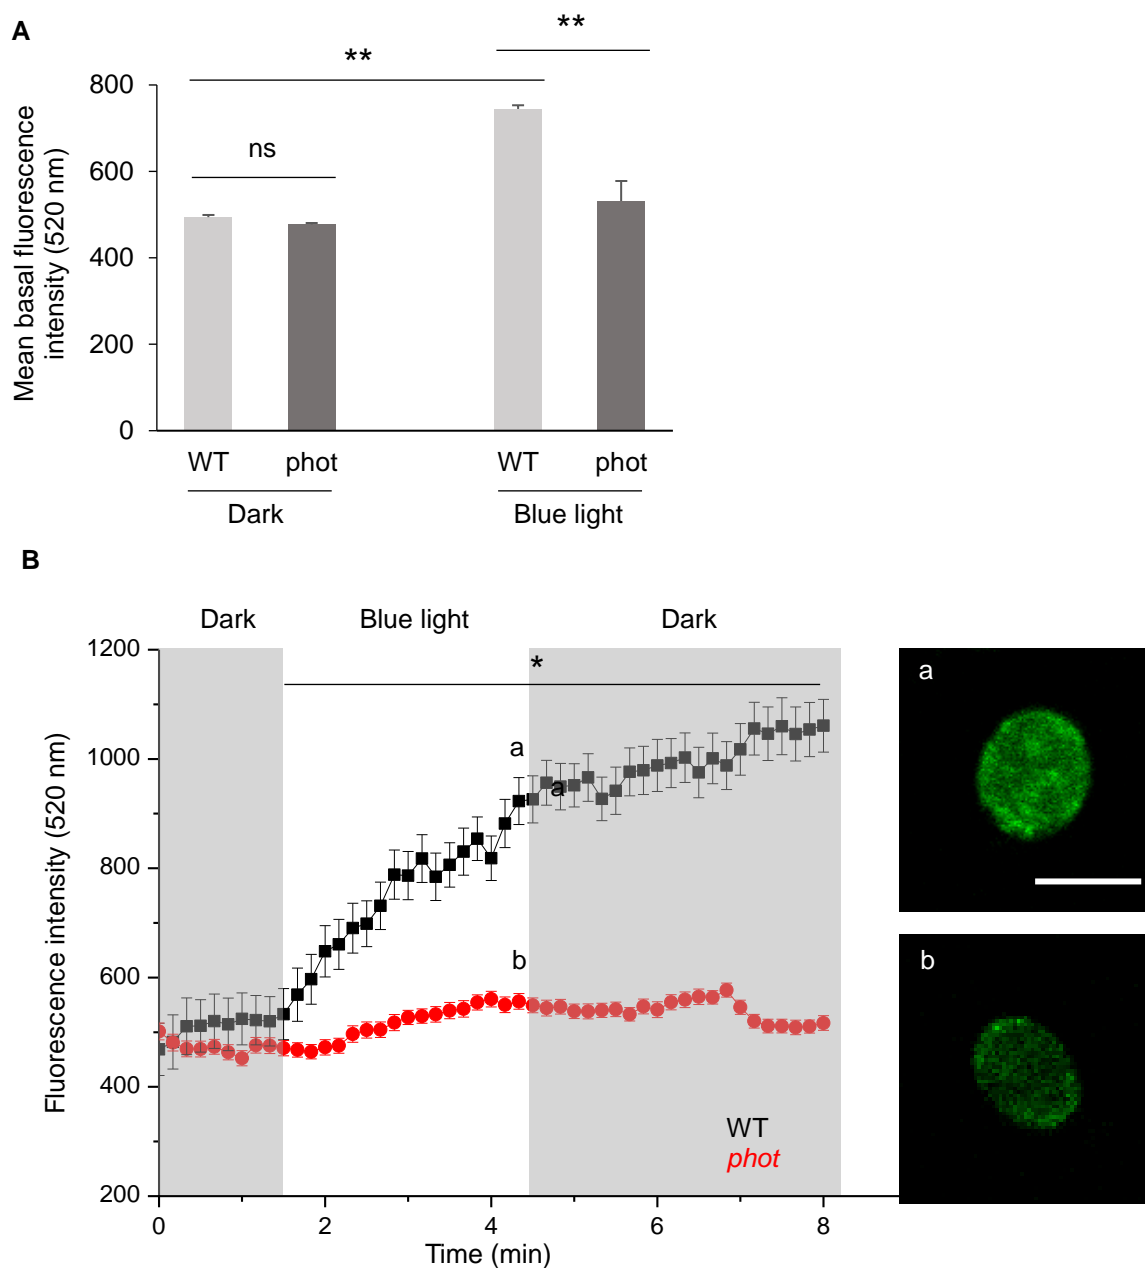 A
**
**
ns
Mean basal fluorescence
intensity (520 nm)
800
600
400
200
0
WT phot WT phot
Dark Blue light
B
Dark Blue light Dark
Fluorescence intensity (520 nm)
1200
1000
800
600
400
200
*
a
a
b
WT
phot
0 2 4 6 8
Time (min)
a
b